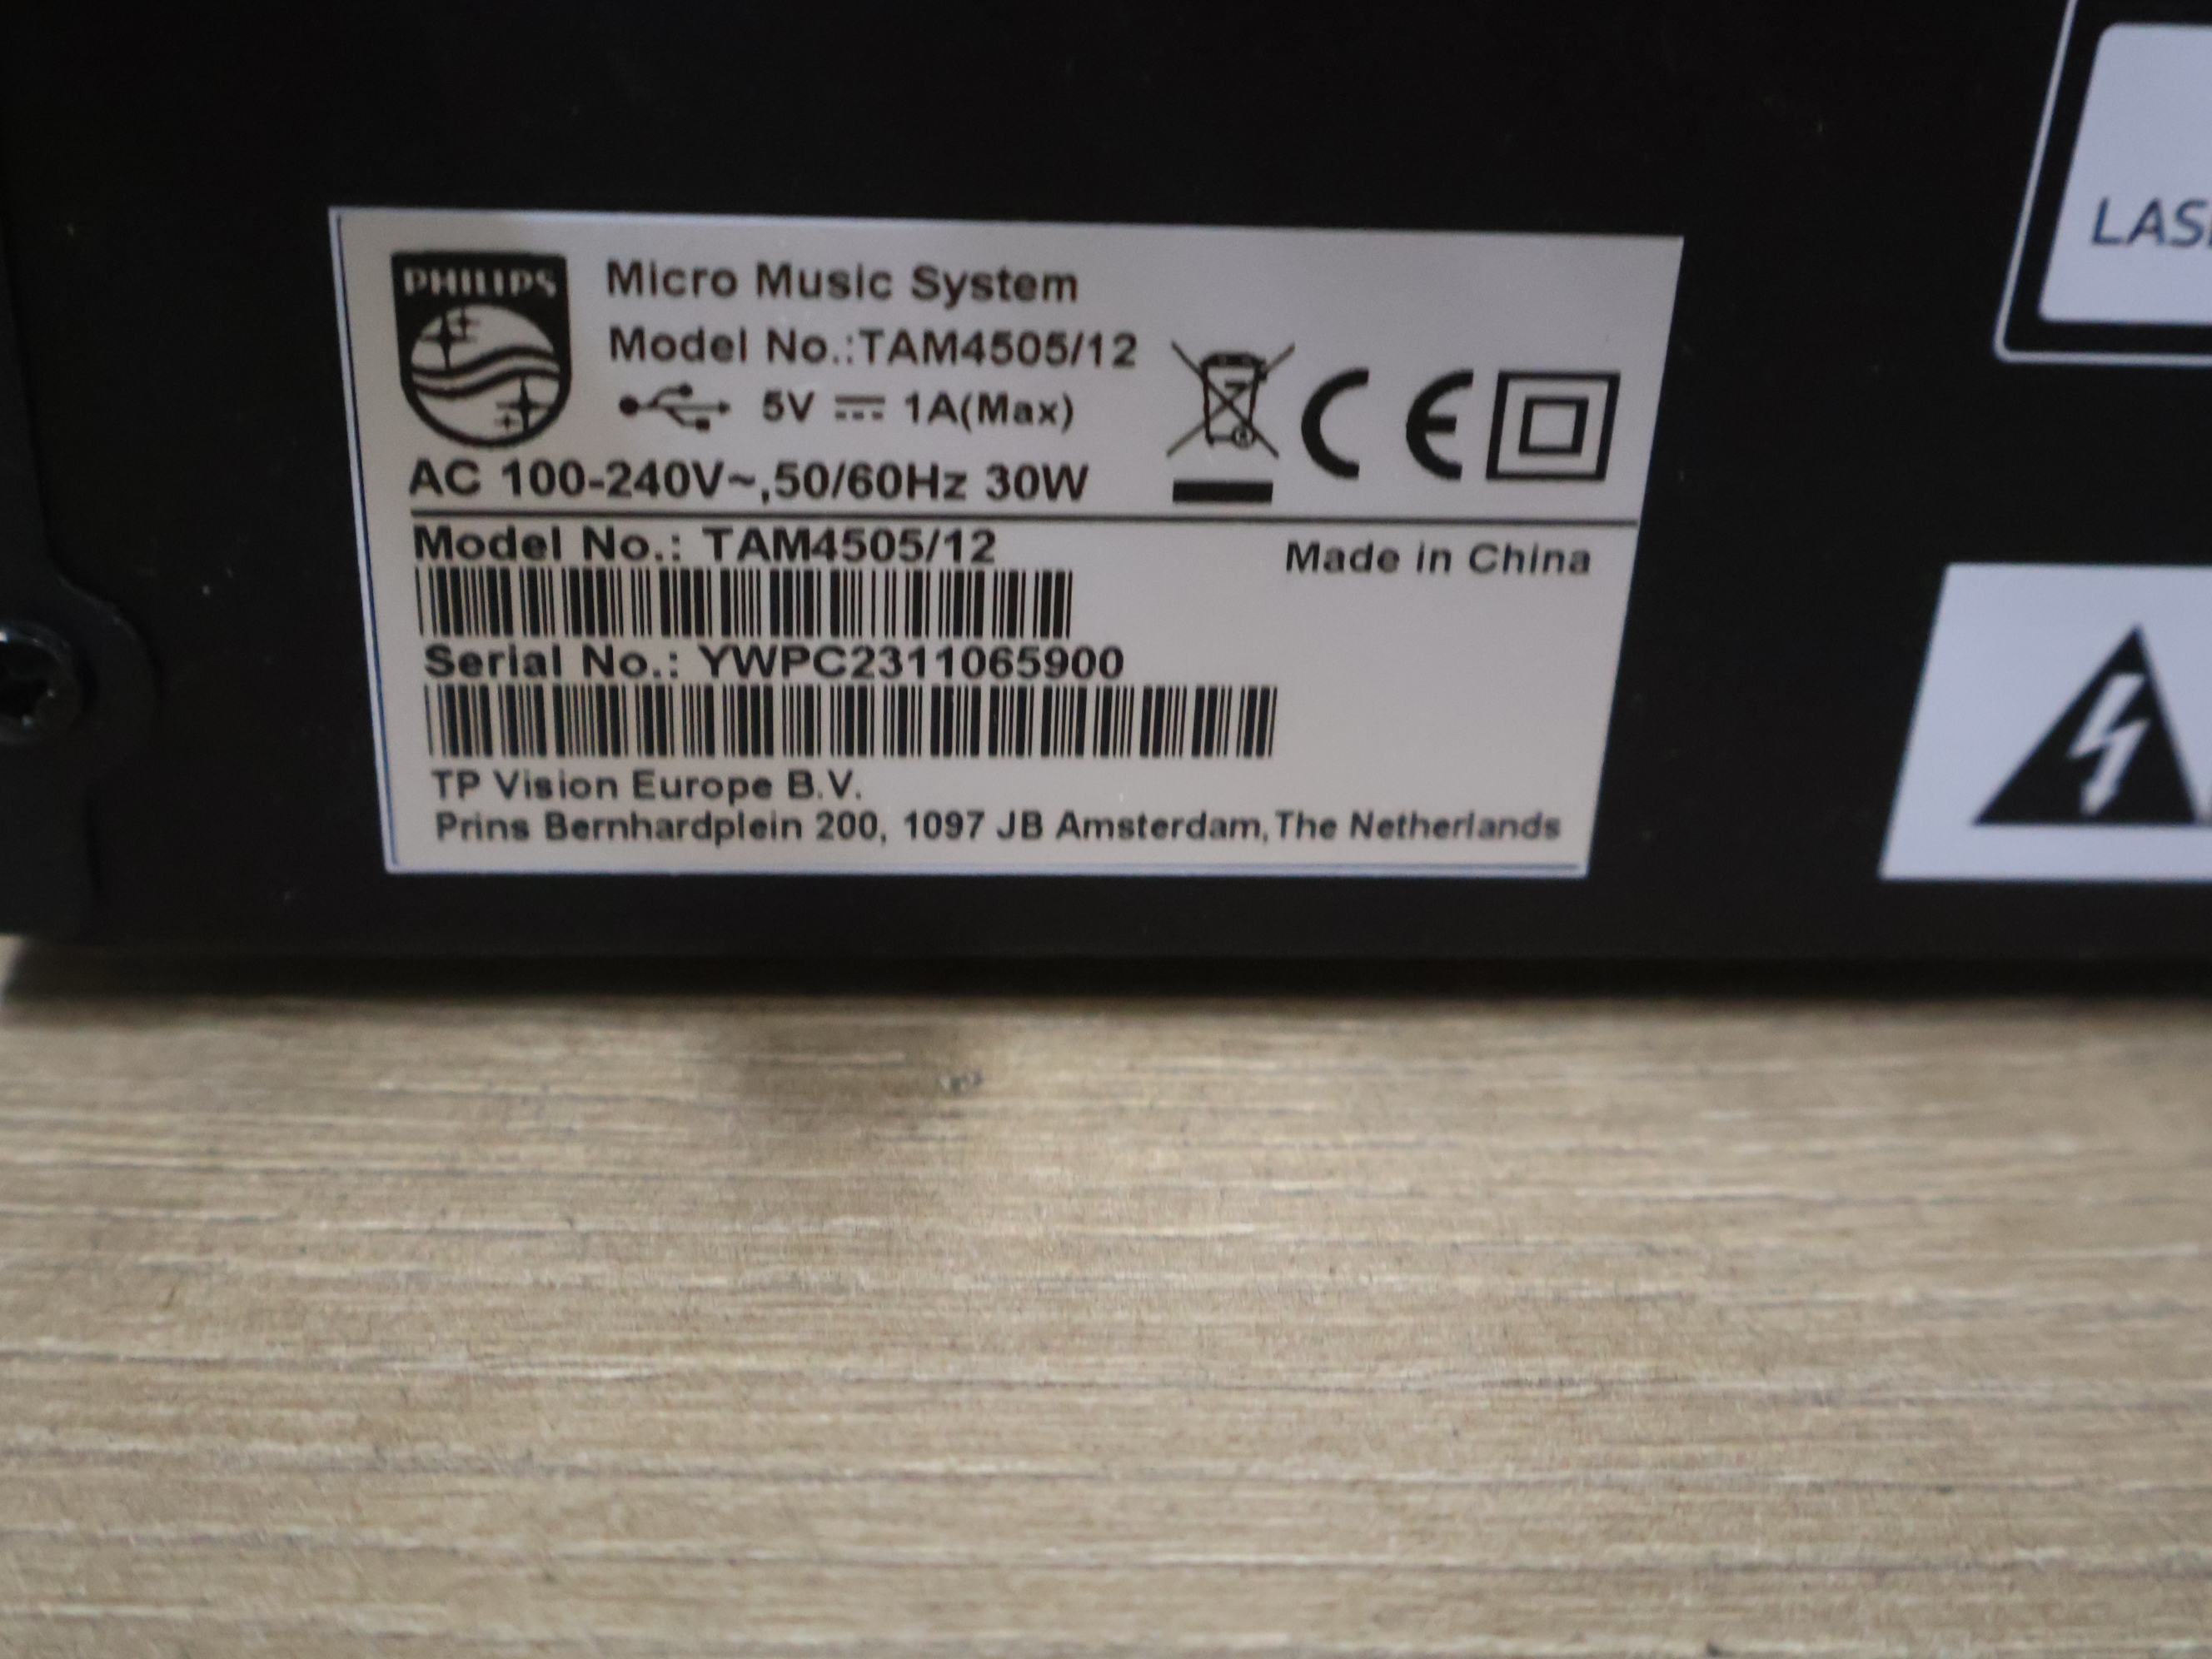 PHILIPS
Micro Music System
Model No.:TAM4505/12
5V ⎓ 1A(Max)
AC 100-240V~,50/60Hz 30W
CE
Model No.: TAM4505/12
Made in China
Serial No.: YWPC2311065900
TP Vision Europe B.V.
Prins Bernhardplein 200, 1097 JB Amsterdam, The Netherlands